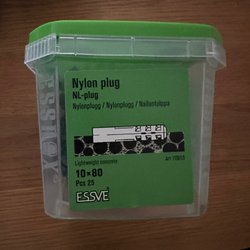 Nylon plug
NL-plug
Nylonplugg / Nylonplugg / Nailontulppa
Lightweight concrete
10×80
Pcs 25
ESSVE
ESSVE